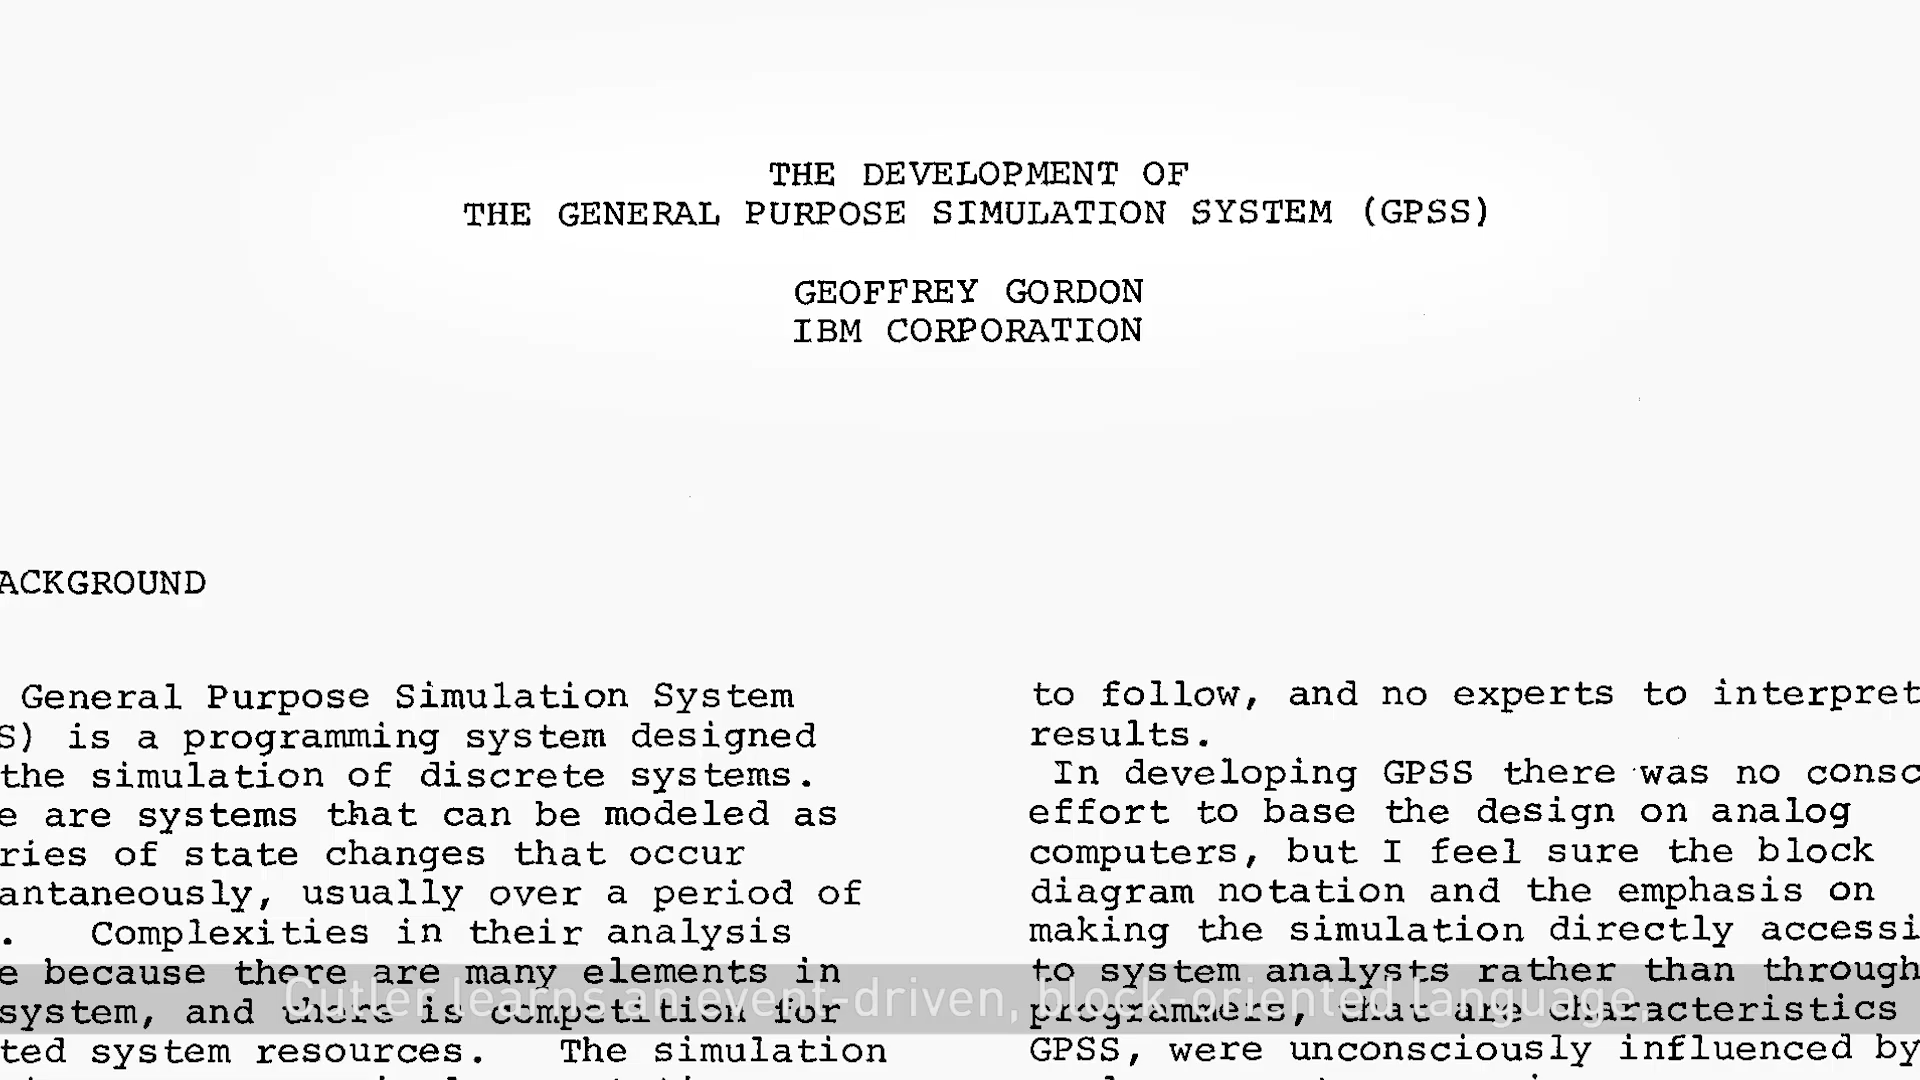 THE DEVELOPMENT OF
THE GENERAL PURPOSE SIMULATION SYSTEM (GPSS)
GEOFFREY GORDON
IBM CORPORATION
ACKGROUND
General Purpose Simulation System
S) is a programming system designed
the simulation of discrete systems.
e are systems that can be modeled as
ries of state changes that occur
antaneously, usually over a period of
. Complexities in their analysis
e because there are many elements in
system, and there is competition for
ted system resources. The simulation
to follow, and no experts to interpret
results.
In developing GPSS there was no consc
effort to base the design on analog
computers, but I feel sure the block
diagram notation and the emphasis on
making the simulation directly accessi
to system analysts rather than through
programmers, that are characteristics
GPSS, were unconsciously influenced by
Cutler learns an event-driven, block-oriented language,